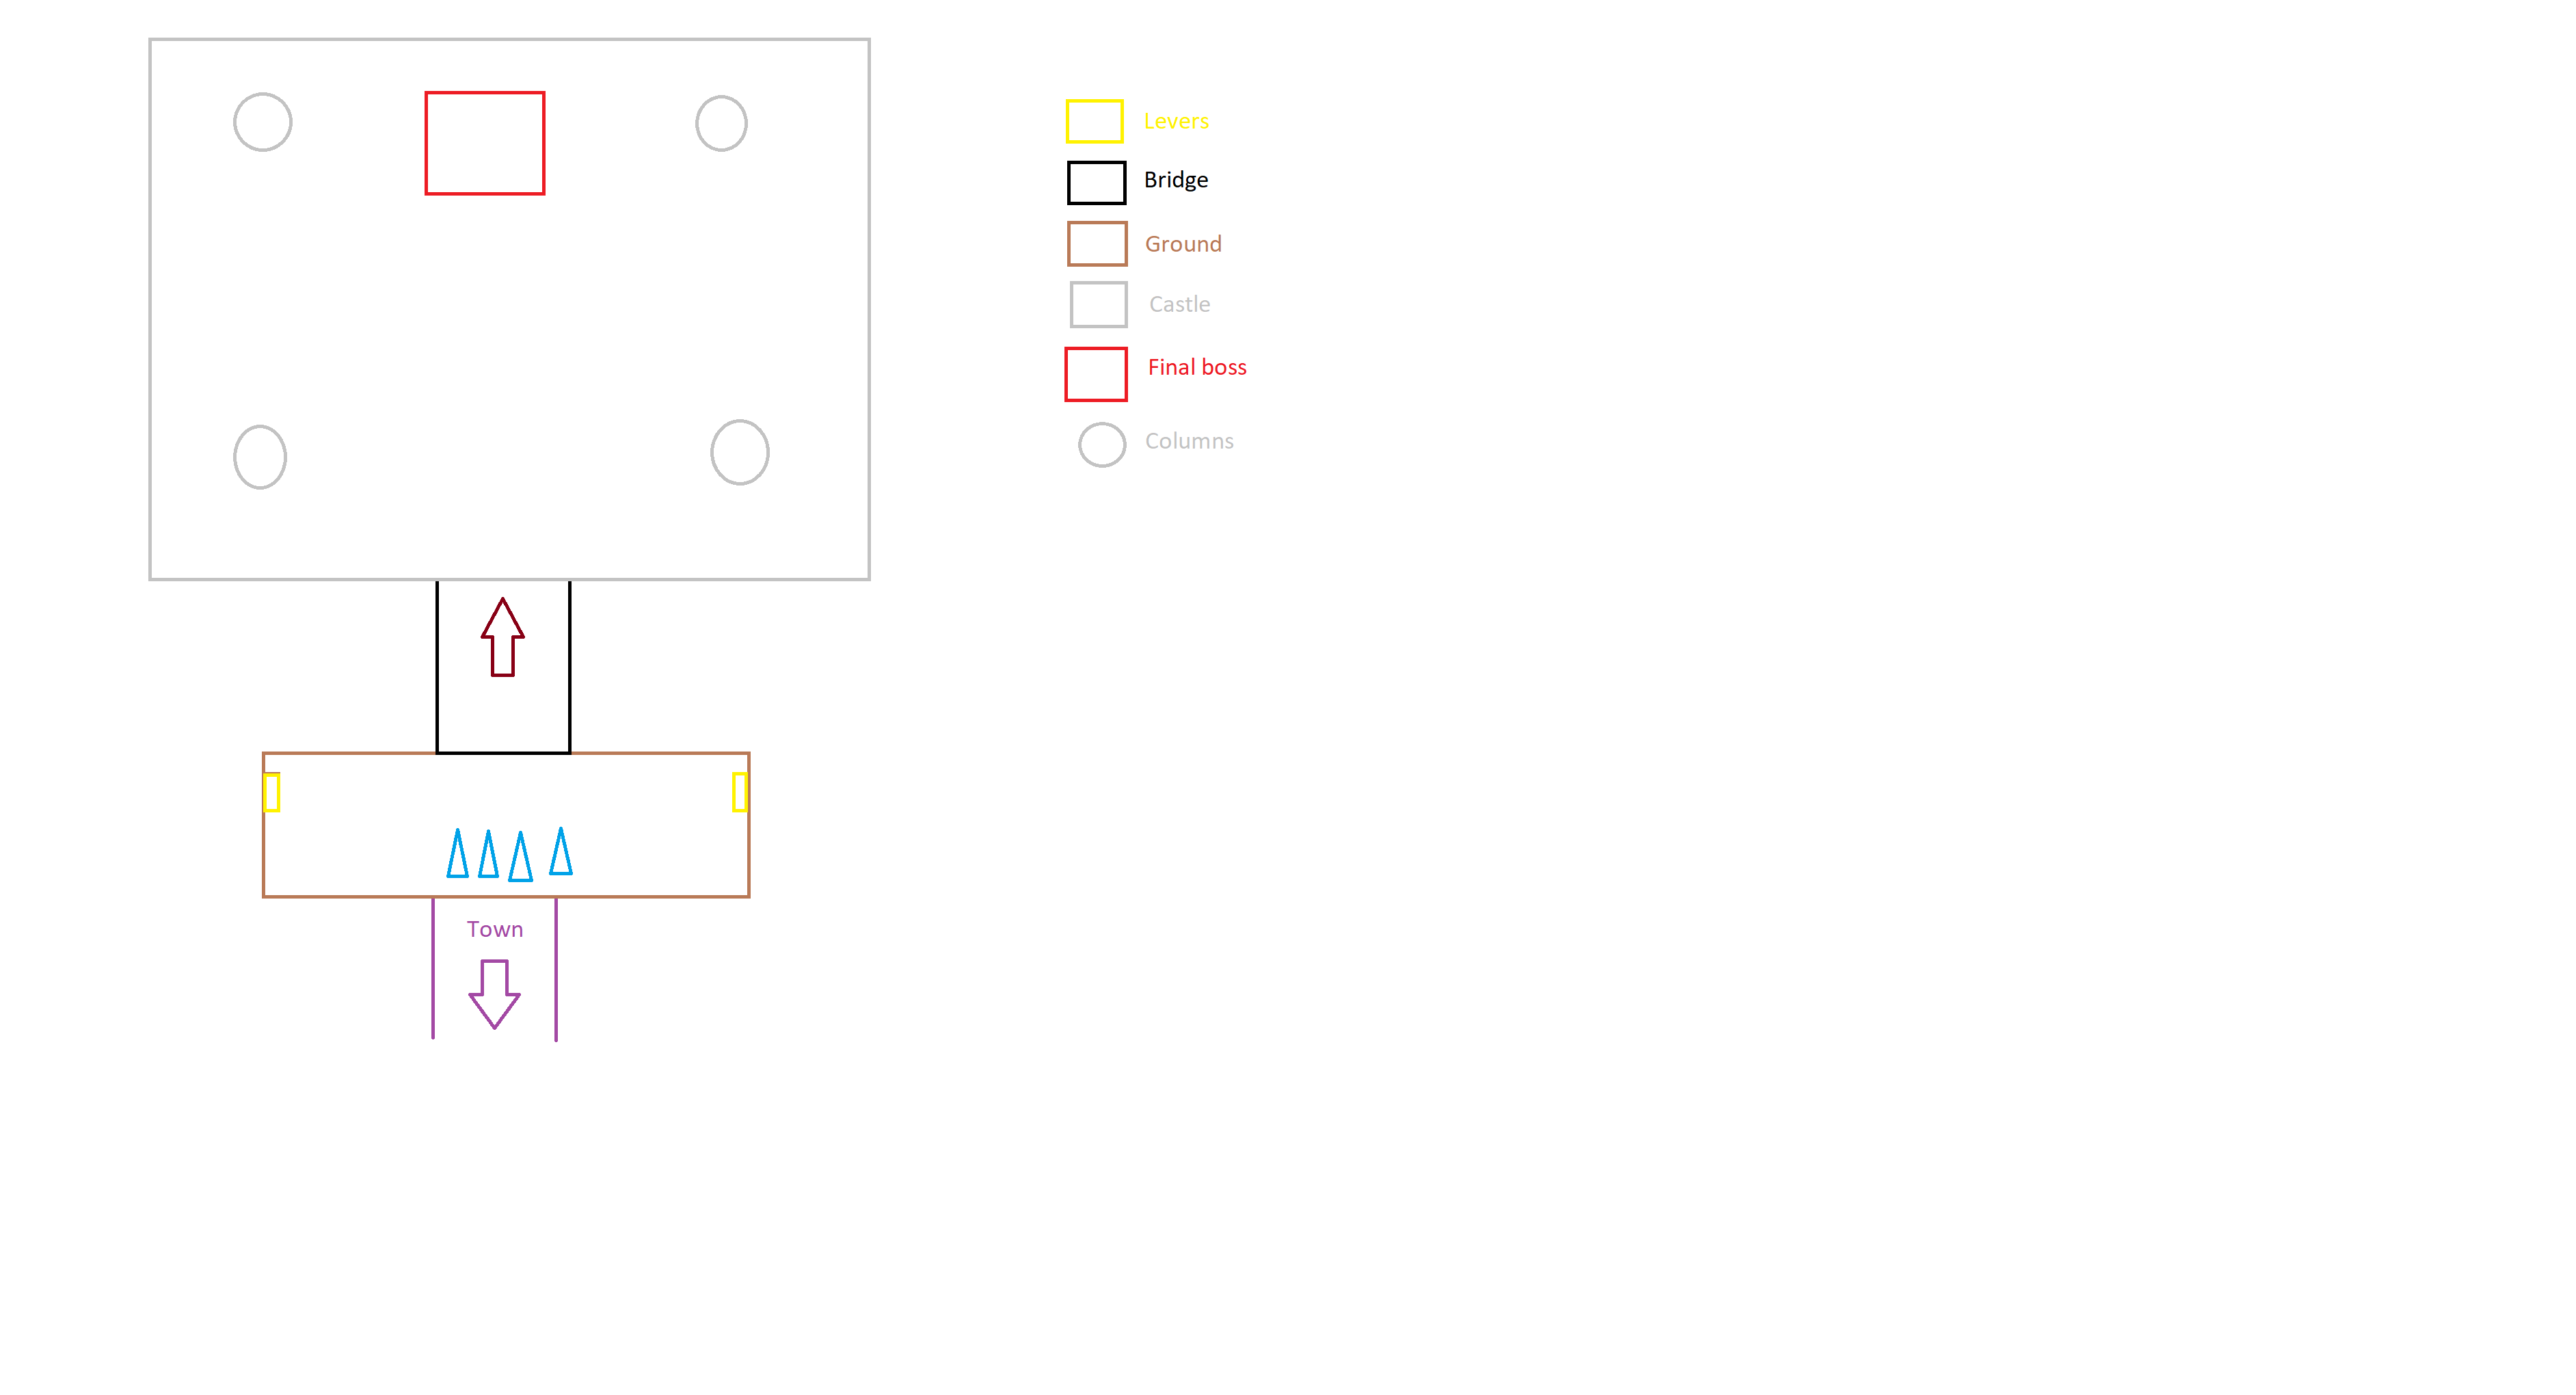 Levers
Bridge
Ground
Castle
Final boss
Columns
Town